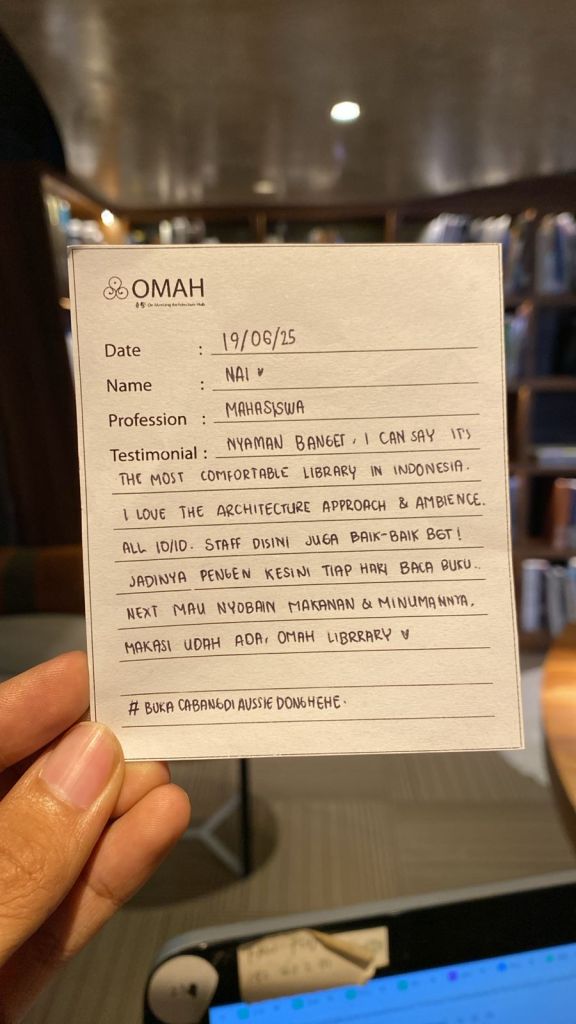 OMAH
Date : 19/06/25
Name : NAI ♥
Profession : MAHASISWA
Testimonial : NYAMAN BANGET, I CAN SAY IT'S
THE MOST COMFORTABLE LIBRARY IN INDONESIA.
I LOVE THE ARCHITECTURE APPROACH & AMBIENCE.
ALL 10/10. STAFF DISINI JUGA BAIK-BAIK BGT!
JADINYA PENGEN KESINI TIAP HARI BACA BUKU..
NEXT MAU NYOBAIN MAKANAN & MINUMANNYA.
MAKASI UDAH ADA, OMAH LIBRRARY ♥
# BUKA CABANGDI AUSSIE DONGHEHE.